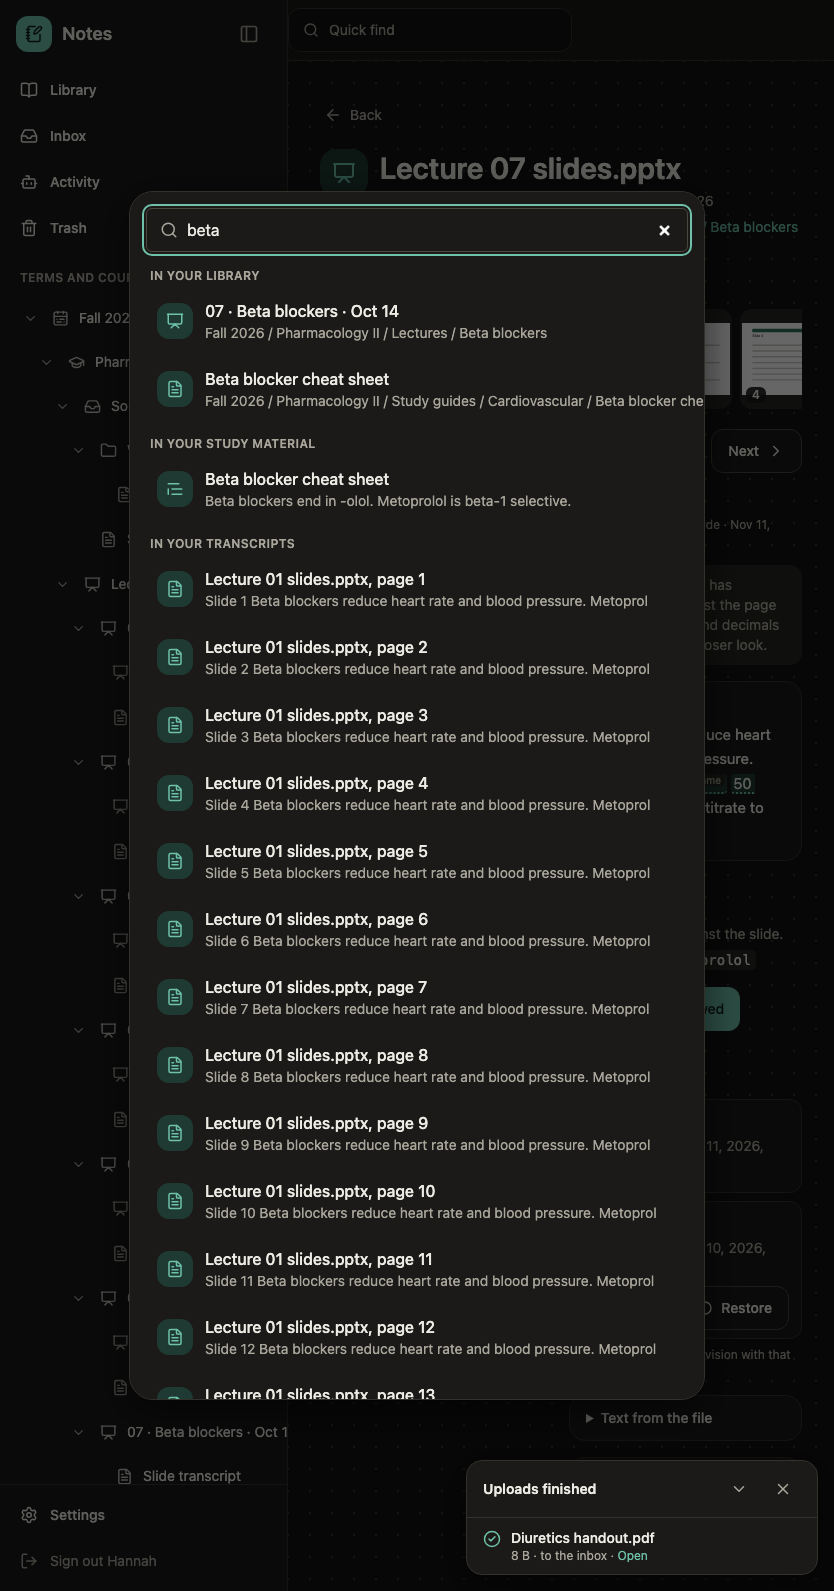 Notes
Quick find
Library
Inbox
Activity
Trash
TERMS AND COU
Fall 202
Pharr
So
Lec
07 · Beta blockers · Oct 1
Slide transcript
Settings
Sign out Hannah
Back
Lecture 07 slides.pptx
26
/ Beta blockers
4
Next
de · Nov 11,
has
st the page
nd decimals
oser look.
uce heart
essure.
ame 50
titrate to
nst the slide.
prolol
wed
11, 2026,
10, 2026,
Restore
vision with that
Text from the file
beta
IN YOUR LIBRARY
07 · Beta blockers · Oct 14
Fall 2026 / Pharmacology II / Lectures / Beta blockers
Beta blocker cheat sheet
Fall 2026 / Pharmacology II / Study guides / Cardiovascular / Beta blocker che
IN YOUR STUDY MATERIAL
Beta blocker cheat sheet
Beta blockers end in -olol. Metoprolol is beta-1 selective.
IN YOUR TRANSCRIPTS
Lecture 01 slides.pptx, page 1
Slide 1 Beta blockers reduce heart rate and blood pressure. Metoprol
Lecture 01 slides.pptx, page 2
Slide 2 Beta blockers reduce heart rate and blood pressure. Metoprol
Lecture 01 slides.pptx, page 3
Slide 3 Beta blockers reduce heart rate and blood pressure. Metoprol
Lecture 01 slides.pptx, page 4
Slide 4 Beta blockers reduce heart rate and blood pressure. Metoprol
Lecture 01 slides.pptx, page 5
Slide 5 Beta blockers reduce heart rate and blood pressure. Metoprol
Lecture 01 slides.pptx, page 6
Slide 6 Beta blockers reduce heart rate and blood pressure. Metoprol
Lecture 01 slides.pptx, page 7
Slide 7 Beta blockers reduce heart rate and blood pressure. Metoprol
Lecture 01 slides.pptx, page 8
Slide 8 Beta blockers reduce heart rate and blood pressure. Metoprol
Lecture 01 slides.pptx, page 9
Slide 9 Beta blockers reduce heart rate and blood pressure. Metoprol
Lecture 01 slides.pptx, page 10
Slide 10 Beta blockers reduce heart rate and blood pressure. Metoprol
Lecture 01 slides.pptx, page 11
Slide 11 Beta blockers reduce heart rate and blood pressure. Metoprol
Lecture 01 slides.pptx, page 12
Slide 12 Beta blockers reduce heart rate and blood pressure. Metoprol
Lecture 01 slides.pptx, page 13
Uploads finished
Diuretics handout.pdf
8 B · to the inbox · Open